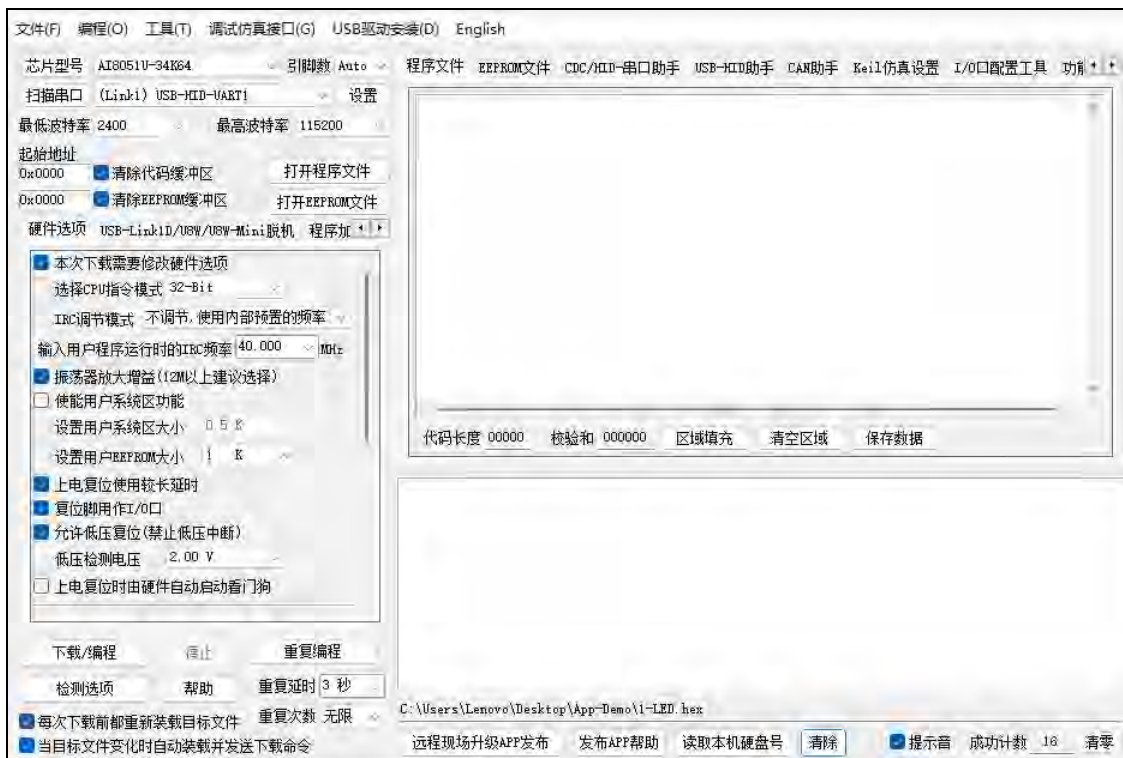 文件(F) 编程(O) 工具(T) 调试仿真接口(G) USB驱动安装(D) English
芯片型号 AI8051U-34K64 引脚数 Auto
扫描串口 (Link1) USB-HID-UART1 设置
最低波特率 2400 最高波特率 115200
起始地址
0x0000 清除代码缓冲区 打开程序文件
0x0000 清除EEPROM缓冲区 打开EEPROM文件
硬件选项 USB-Link1D/U8W/U8W-Mini脱机 程序加
本次下载需要修改硬件选项
选择CPU指令模式 32-Bit
IRC调节模式 不调节,使用内部预置的频率
输入用户程序运行时的IRC频率 40.000 MHz
振荡器放大增益(12M以上建议选择)
使能用户系统区功能
设置用户系统区大小 0.5 K
设置用户EEPROM大小 1 K
上电复位使用较长延时
复位脚用作I/O口
允许低压复位(禁止低压中断)
低压检测电压 2.00 V
上电复位时由硬件自动启动看门狗
下载/编程 停止 重复编程
检测选项 帮助 重复延时 3 秒
每次下载前都重新装载目标文件 重复次数 无限
当目标文件变化时自动装载并发送下载命令
程序文件 EEPROM文件 CDC/HID-串口助手 USB-HID助手 CAN助手 Keil仿真设置 I/O口配置工具 功能
代码长度 00000 校验和 000000 区域填充 清空区域 保存数据
C:\Users\Lenovo\Desktop\App-Demo\1-LED.hex
远程现场升级APP发布 发布APP帮助 读取本机硬盘号 清除 提示音 成功计数 16 清零